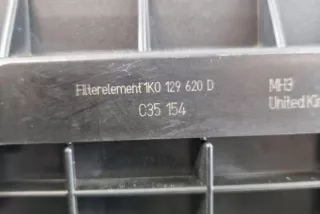 Filterelement 1K0 129 620 D
C35 154
MH3
United Kin